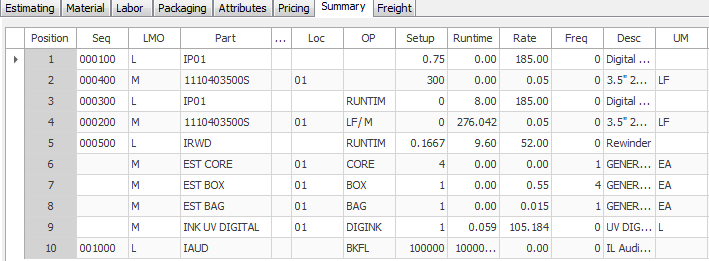 Estimating Material Labor Packaging Attributes Pricing Summary Freight
Position Seq LMO Part ... Loc OP Setup Runtime Rate Freq Desc UM
1 000100 L IP01 0.75 0.00 185.00 0 Digital ...
2 000400 M 1110403500S 01 300 0.00 0.05 0 3.5" 2... LF
3 000300 L IP01 RUNTIM 0 8.00 185.00 0 Digital ...
4 000200 M 1110403500S 01 LF/M 0 276.042 0.05 0 3.5" 2... LF
5 000500 L IRWD RUNTIM 0.1667 9.60 52.00 0 Rewinder
6 M EST CORE 01 CORE 4 0.00 0.00 1 GENER... EA
7 M EST BOX 01 BOX 1 0.55 4 GENER... EA
8 M EST BAG 01 BAG 1 0.00 0.015 1 GENER... EA
9 M INK UV DIGITAL 01 DIGINK 1 0.059 105.184 0 UV DIG... L
10 001000 L IAUD BKFL 100000 10000... 0.00 0 IL Audi...